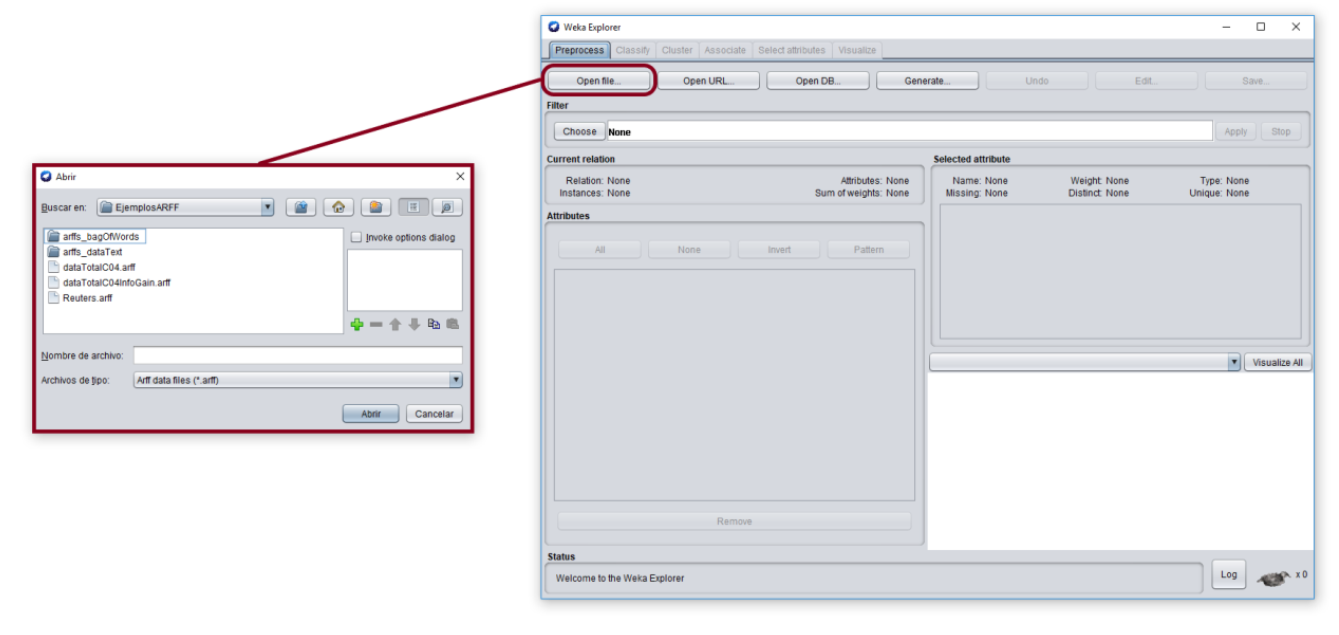 Weka Explorer
Preprocess Classify Cluster Associate Select attributes Visualize
Open file... Open URL... Open DB... Generate... Undo Edit... Save...
Filter
Choose None Apply Stop
Current relation
Relation: None Attributes: None
Instances: None Sum of weights: None
Attributes
All None Invert Pattern
Remove
Selected attribute
Name: None Weight: None Type: None
Missing: None Distinct: None Unique: None
Visualize All
Status
Welcome to the Weka Explorer
Log x 0
Abrir
Buscar en: EjemplosARFF
arffs_bagOfWords
arffs_dataText
dataTotalC04.arff
dataTotalC04InfoGain.arff
Reuters.arff
Invoke options dialog
Nombre de archivo:
Archivos de tipo: Arff data files (*.arff)
Abrir Cancelar